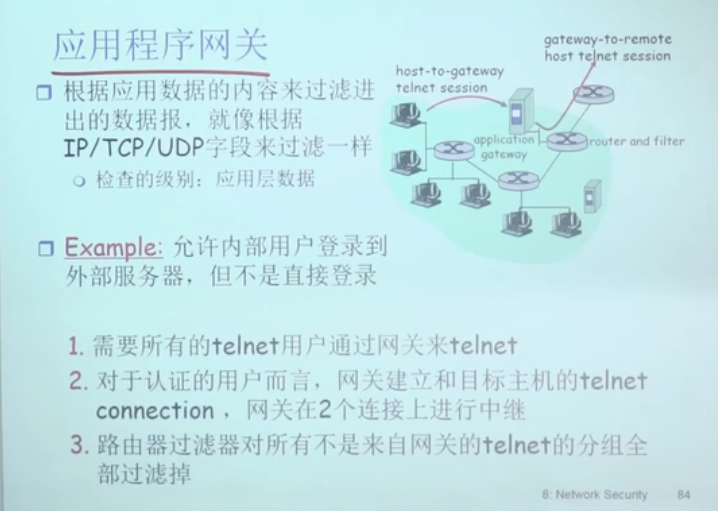 应用程序网关
根据应用数据的内容来过滤进
出的数据报，就像根据
IP/TCP/UDP字段来过滤一样
检查的级别：应用层数据
host-to-gateway
telnet session
gateway-to-remote
host telnet session
application
gateway
router and filter
Example: 允许内部用户登录到
外部服务器，但不是直接登录
1. 需要所有的telnet用户通过网关来telnet
2. 对于认证的用户而言，网关建立和目标主机的telnet
connection ，网关在2个连接上进行中继
3. 路由器过滤器对所有不是来自网关的telnet的分组全
部过滤掉
8: Network Security 84